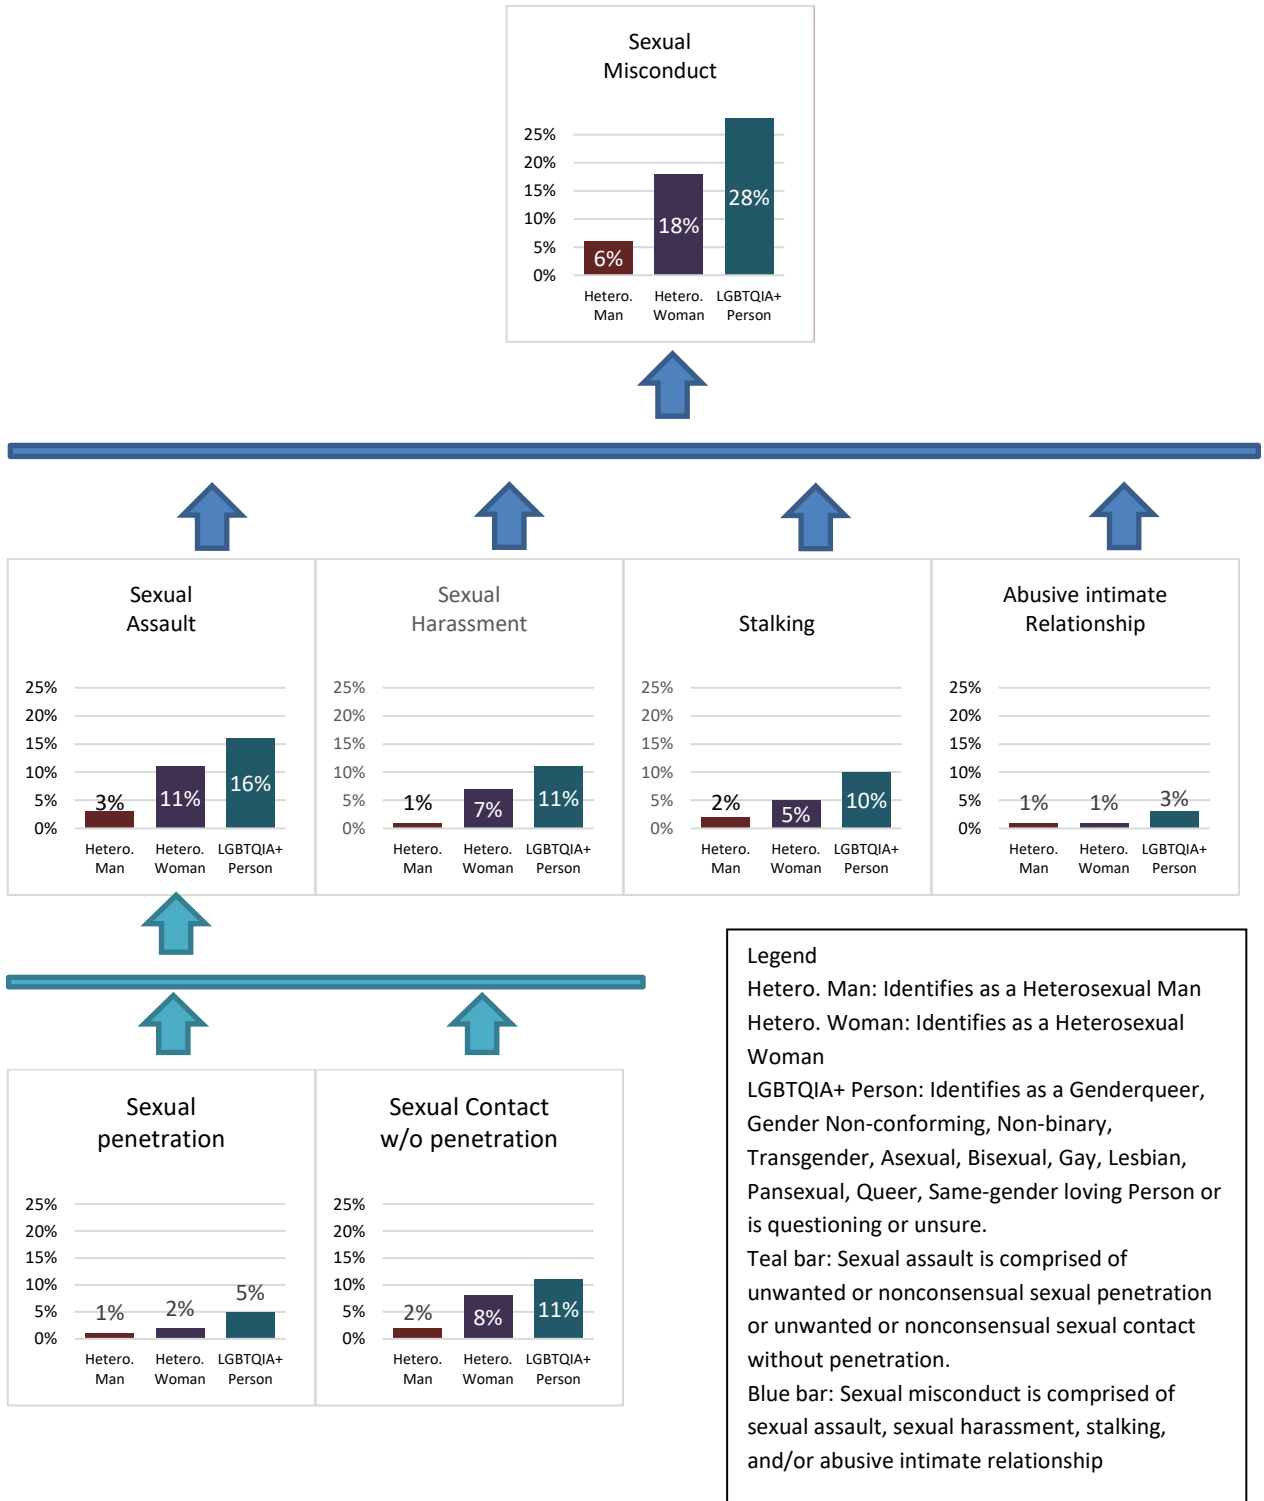 Sexual
Misconduct
25%
20%
15%
10%
5%
0%
6%
18%
28%
Hetero. Hetero. LGBTQIA+
Man Woman Person
Sexual
Assault
25%
20%
15%
10%
5%
0%
3%
11%
16%
Hetero. Hetero. LGBTQIA+
Man Woman Person
Sexual
Harassment
25%
20%
15%
10%
5%
0%
1%
7%
11%
Hetero. Hetero. LGBTQIA+
Man Woman Person
Stalking
25%
20%
15%
10%
5%
0%
2%
5%
10%
Hetero. Hetero. LGBTQIA+
Man Woman Person
Abusive intimate
Relationship
25%
20%
15%
10%
5%
0%
1%
1%
3%
Hetero. Hetero. LGBTQIA+
Man Woman Person
Sexual
penetration
25%
20%
15%
10%
5%
0%
1%
2%
5%
Hetero. Hetero. LGBTQIA+
Man Woman Person
Sexual Contact
w/o penetration
25%
20%
15%
10%
5%
0%
2%
8%
11%
Hetero. Hetero. LGBTQIA+
Man Woman Person
Legend
Hetero. Man: Identifies as a Heterosexual Man
Hetero. Woman: Identifies as a Heterosexual
Woman
LGBTQIA+ Person: Identifies as a Genderqueer,
Gender Non-conforming, Non-binary,
Transgender, Asexual, Bisexual, Gay, Lesbian,
Pansexual, Queer, Same-gender loving Person or
is questioning or unsure.
Teal bar: Sexual assault is comprised of
unwanted or nonconsensual sexual penetration
or unwanted or nonconsensual sexual contact
without penetration.
Blue bar: Sexual misconduct is comprised of
sexual assault, sexual harassment, stalking,
and/or abusive intimate relationship